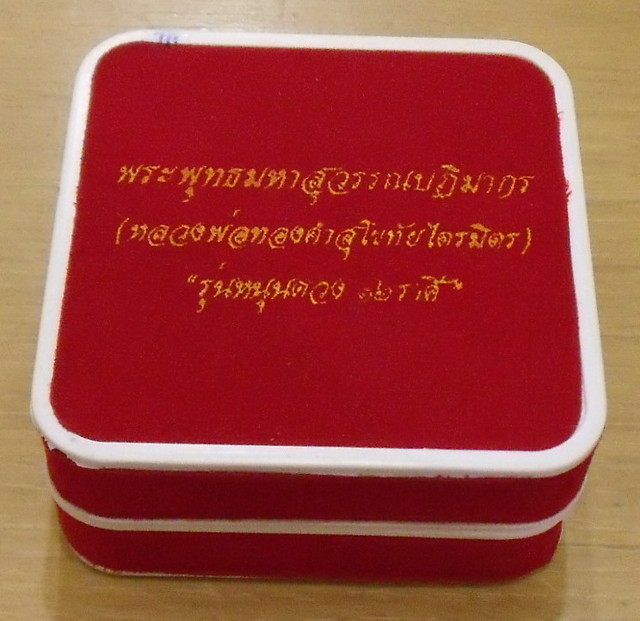 พระพุทธมหาสุวรรณปฏิมากร
(หลวงพ่อทองคำสุโขทัยไตรมิตร)
"รุ่นหนุนดวง ๑๒ ราศี"